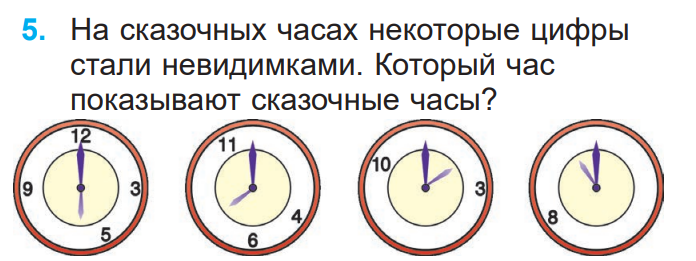 5. На сказочных часах некоторые цифры
стали невидимками. Который час
показывают сказочные часы?
12 9 3 5
11 4 6
10 3
8